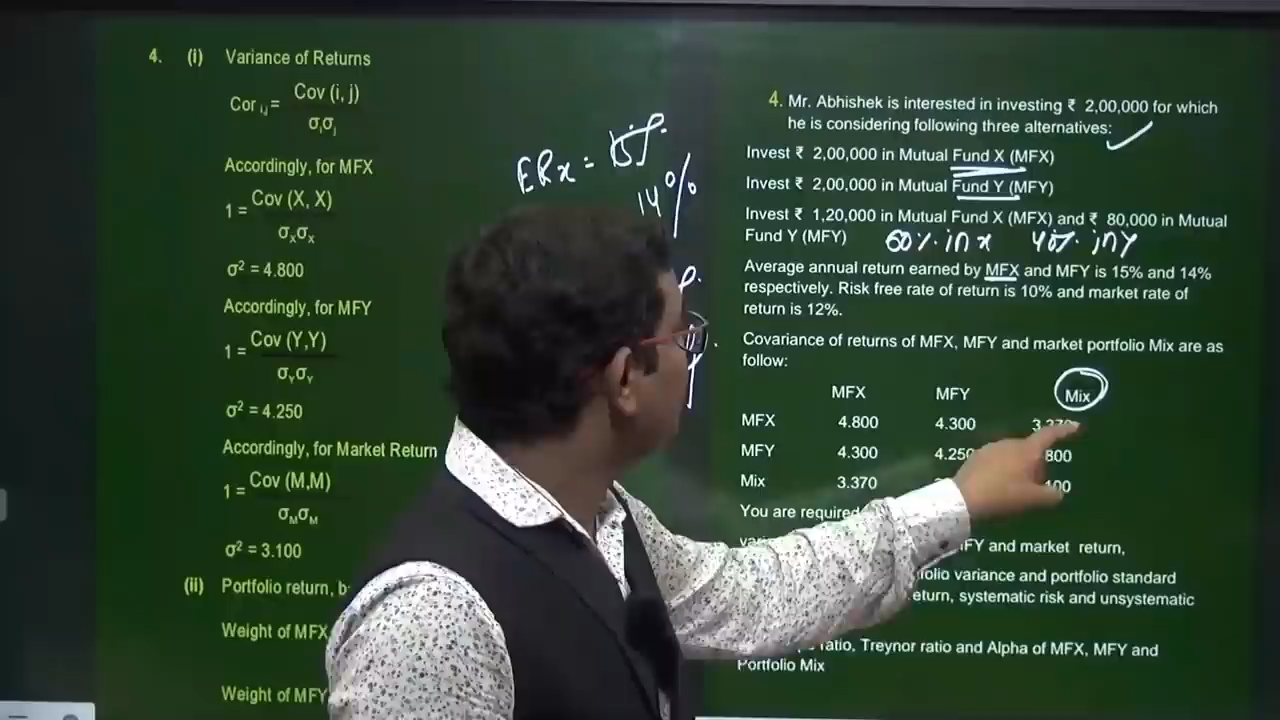 4. (i) Variance of Returns
Cor i,j = Cov (i, j)
σiσj
Accordingly, for MFX
1 = Cov (X, X)
σXσX
σ² = 4.800
Accordingly, for MFY
1 = Cov (Y,Y)
σYσY
σ² = 4.250
Accordingly, for Market Return
1 = Cov (M,M)
σMσM
σ² = 3.100
(ii) Portfolio return, b
Weight of MFX
Weight of MFY
ERx = 15%
14%
4. Mr. Abhishek is interested in investing ₹ 2,00,000 for which
he is considering following three alternatives:
Invest ₹ 2,00,000 in Mutual Fund X (MFX)
Invest ₹ 2,00,000 in Mutual Fund Y (MFY)
Invest ₹ 1,20,000 in Mutual Fund X (MFX) and ₹ 80,000 in Mutual
Fund Y (MFY) 60% in x 40% in y
Average annual return earned by MFX and MFY is 15% and 14%
respectively. Risk free rate of return is 10% and market rate of
return is 12%.
Covariance of returns of MFX, MFY and market portfolio Mix are as
follow:
MFX MFY Mix
MFX 4.800 4.300
MFY 4.300 4.250 800
Mix 3.370 100
You are required
FY and market return,
folio variance and portfolio standard
eturn, systematic risk and unsystematic
ratio, Treynor ratio and Alpha of MFX, MFY and
Portfolio Mix